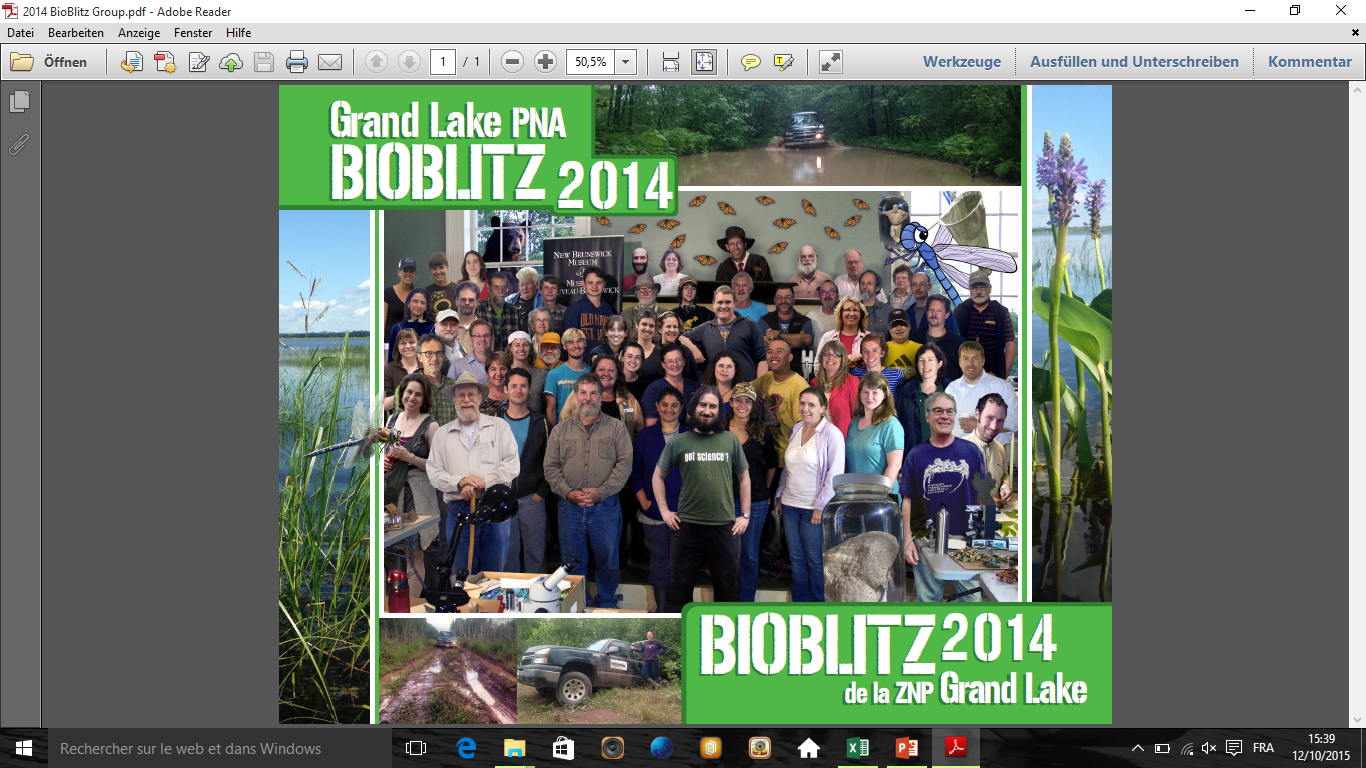 2014 BioBlitz Group.pdf - Adobe Reader
Datei Bearbeiten Anzeige Fenster Hilfe
Öffnen 1 / 1 50,5% Werkzeuge Ausfüllen und Unterschreiben Kommentar
Grand Lake PNA
BIOBLITZ 2014
NEW BRUNSWICK
MUSEUM
got science?
BIOBLITZ 2014
de la ZNP Grand Lake
Rechercher sur le web et dans Windows
FRA
15:39
12/10/2015